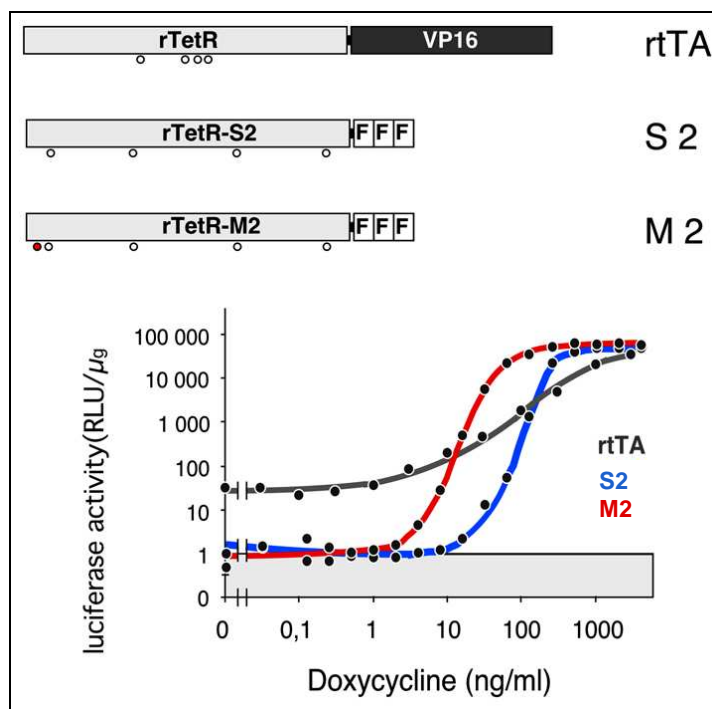 rTetR VP16 rtTA
rTetR-S2 F F F S 2
rTetR-M2 F F F M 2
luciferase activity(RLU/μg)
100 000
10 000
1 000
100
10
1
0
rtTA
S2
M2
0 0,1 1 10 100 1000
Doxycycline (ng/ml)